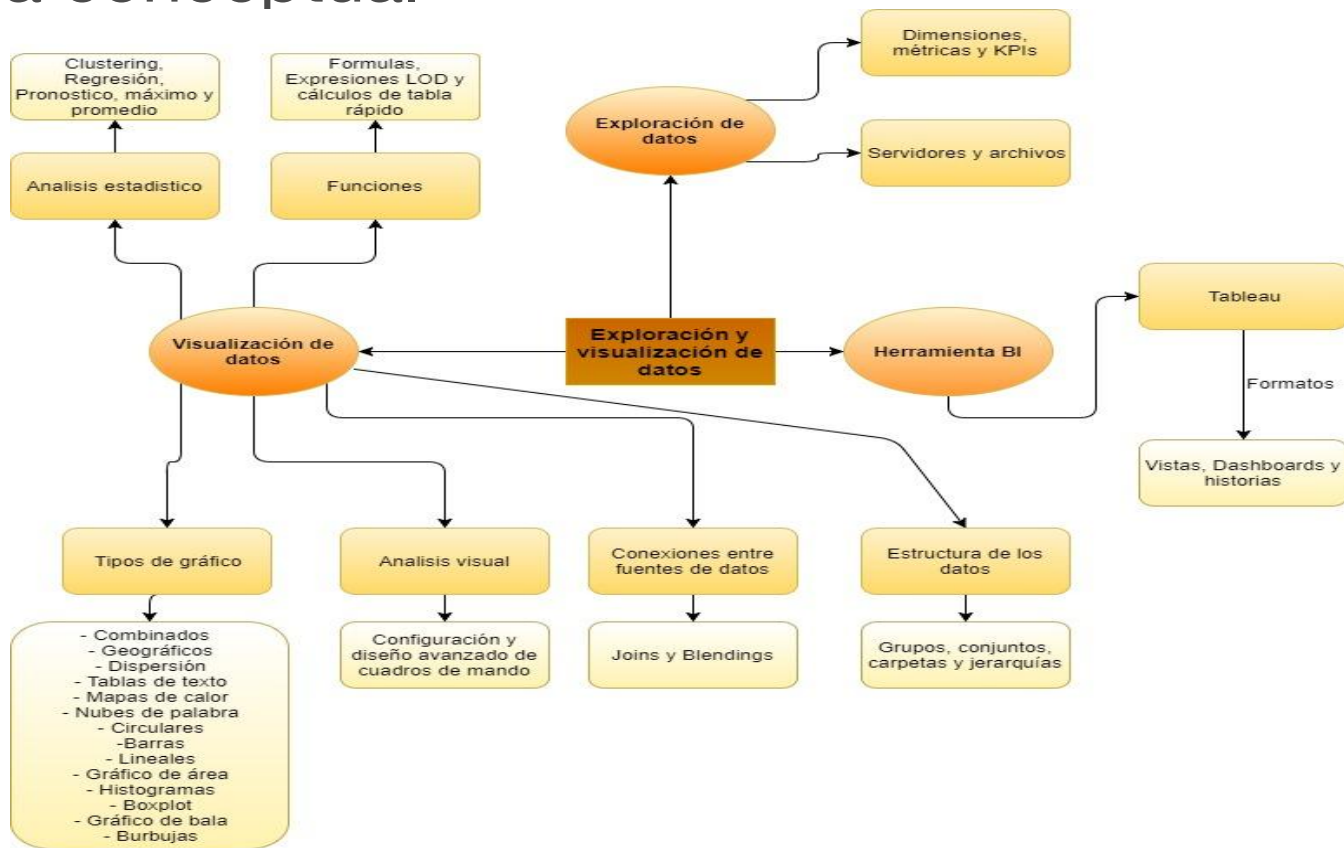 a conceptual
Dimensiones,
métricas y KPIs
Clustering,
Regresión,
Pronostico, máximo y
promedio
Formulas,
Expresiones LOD y
cálculos de tabla
rápido
Exploración de
datos
Servidores y archivos
Analisis estadistico
Funciones
Tableau
Visualización de
datos
Exploración y
visualización de
datos
Herramienta BI
Formatos
Vistas, Dashboards y
historias
Tipos de gráfico
Analisis visual
Conexiones entre
fuentes de datos
Estructura de los
datos
- Combinados
- Geográficos
- Dispersión
- Tablas de texto
- Mapas de calor
- Nubes de palabra
- Circulares
-Barras
- Lineales
- Gráfico de área
- Histogramas
- Boxplot
- Gráfico de bala
- Burbujas
Configuración y
diseño avanzado de
cuadros de mando
Joins y Blendings
Grupos, conjuntos,
carpetas y jerarquías